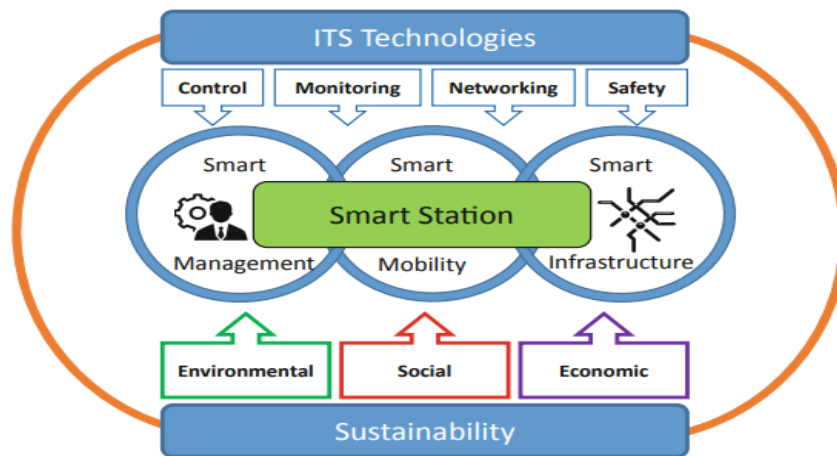 ITS Technologies
Control Monitoring Networking Safety
Smart Smart Smart
Smart Station
Management Mobility Infrastructure
Environmental Social Economic
Sustainability